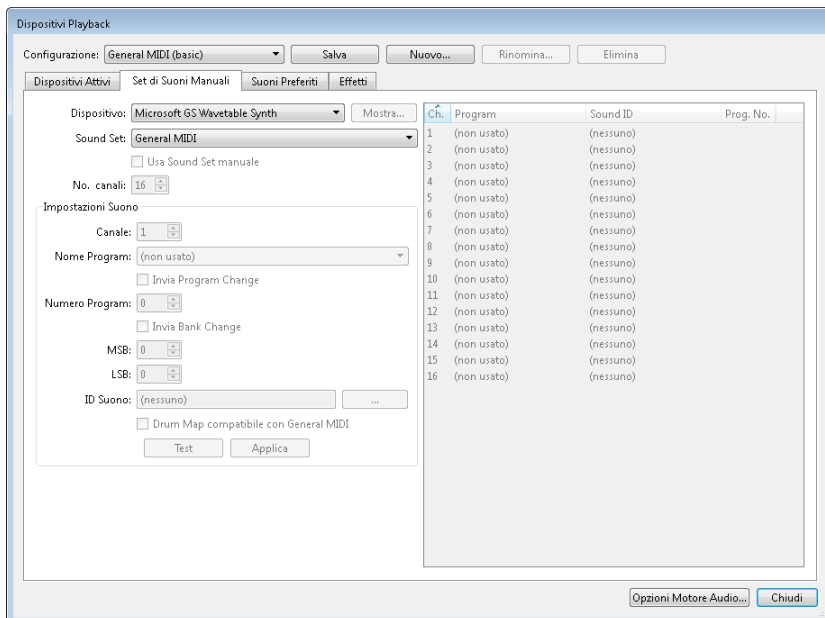 Dispositivi Playback
Configurazione: General MIDI (basic) Salva Nuovo... Rinomina... Elimina
Dispositivi Attivi Set di Suoni Manuali Suoni Preferiti Effetti
Dispositivo: Microsoft GS Wavetable Synth Mostra...
Sound Set: General MIDI
Usa Sound Set manuale
No. canali: 16
Impostazioni Suono
Canale: 1
Nome Program: (non usato)
Invia Program Change
Numero Program: 0
Invia Bank Change
MSB: 0
LSB: 0
ID Suono: (nessuno) ...
Drum Map compatibile con General MIDI
Test Applica
Ch. Program Sound ID Prog. No.
1 (non usato) (nessuno)
2 (non usato) (nessuno)
3 (non usato) (nessuno)
4 (non usato) (nessuno)
5 (non usato) (nessuno)
6 (non usato) (nessuno)
7 (non usato) (nessuno)
8 (non usato) (nessuno)
9 (non usato) (nessuno)
10 (non usato) (nessuno)
11 (non usato) (nessuno)
12 (non usato) (nessuno)
13 (non usato) (nessuno)
14 (non usato) (nessuno)
15 (non usato) (nessuno)
16 (non usato) (nessuno)
Opzioni Motore Audio... Chiudi